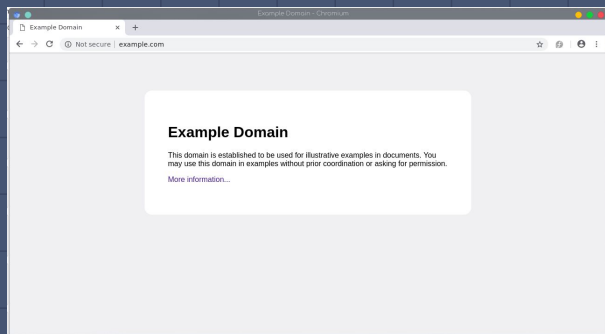 Example Domain - Chromium
Example Domain
Not secure | example.com
Example Domain
This domain is established to be used for illustrative examples in documents. You
may use this domain in examples without prior coordination or asking for permission.
More information...